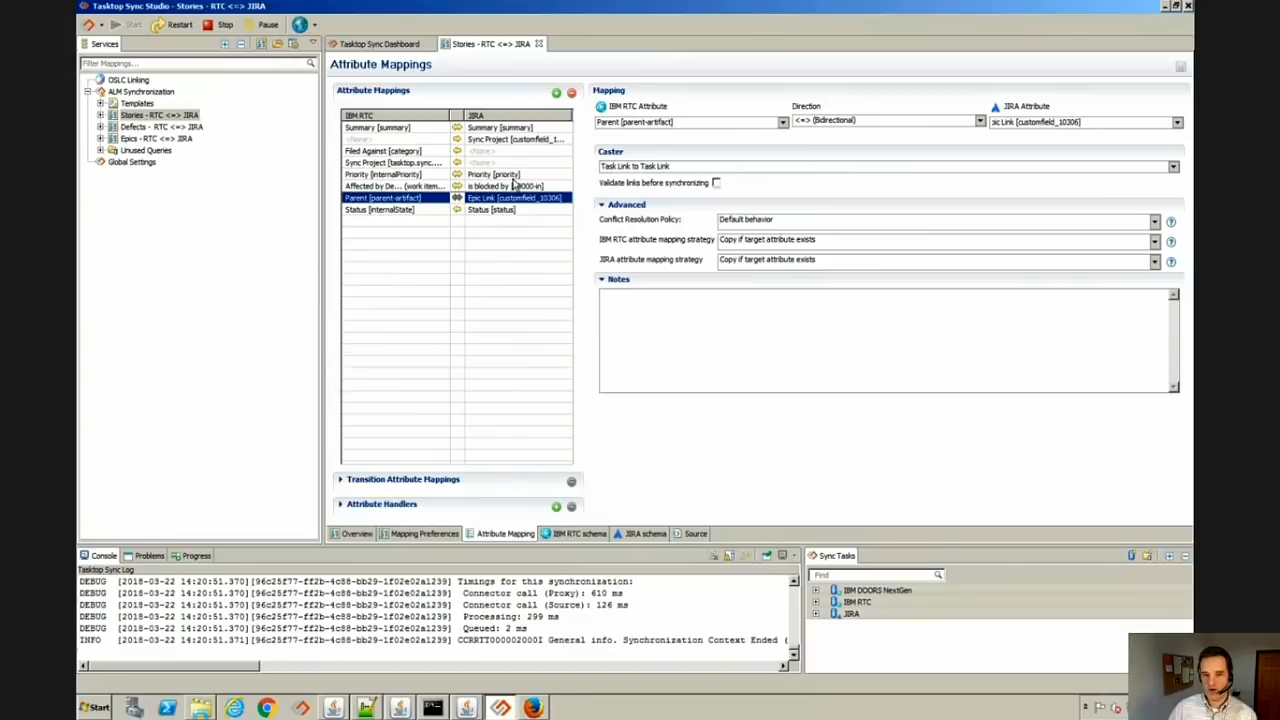 Tasktop Sync Studio - Stories - RTC <=> JIRA
Start Restart Stop Pause
Services
Tasktop Sync Dashboard Stories - RTC <=> JIRA
Filter Mappings...
OSLC Linking
ALM Synchronization
Templates
Stories - RTC <=> JIRA
Defects - RTC <=> JIRA
Epics - RTC <=> JIRA
Unused Queries
Global Settings
Attribute Mappings
Attribute Mappings
IBM RTC JIRA
Summary [summary] Summary [summary]
<None> Sync Project [customfield_1...
Filed Against [category] <None>
Sync Project [tasktop.sync.... <None>
Priority [internalPriority] Priority [priority]
Affected by De... (work item... is blocked by
Parent [parent-artifact] Epic Link [customfield_10306]
Status [internalState] Status [status]
Transition Attribute Mappings
Attribute Handlers
Mapping
IBM RTC Attribute Direction JIRA Attribute
Parent [parent-artifact] <=> (Bidirectional) Link [customfield_10306]
Caster
Task Link to Task Link
Validate links before synchronizing
Advanced
Conflict Resolution Policy: Default behavior
IBM RTC attribute mapping strategy Copy if target attribute exists
JIRA attribute mapping strategy Copy if target attribute exists
Notes
Overview Mapping Preferences Attribute Mapping IBM RTC schema JIRA schema Source
Console Problems Progress
Tasktop Sync Log
DEBUG [2018-03-22 14:20:51.370][96c25f77-ff2b-4c88-bb29-1f02e02a1239] Timings for this synchronization:
DEBUG [2018-03-22 14:20:51.370][96c25f77-ff2b-4c88-bb29-1f02e02a1239] Connector call (Proxy): 610 ms
DEBUG [2018-03-22 14:20:51.370][96c25f77-ff2b-4c88-bb29-1f02e02a1239] Connector call (Source): 126 ms
DEBUG [2018-03-22 14:20:51.370][96c25f77-ff2b-4c88-bb29-1f02e02a1239] Processing: 299 ms
DEBUG [2018-03-22 14:20:51.370][96c25f77-ff2b-4c88-bb29-1f02e02a1239] Queued: 2 ms
INFO [2018-03-22 14:20:51.371][96c25f77-ff2b-4c88-bb29-1f02e02a1239] CCRRTT000002000I General info. Synchronization Context Ended (
Sync Tasks
Find
IBM DOORS NextGen
IBM RTC
JIRA
Start